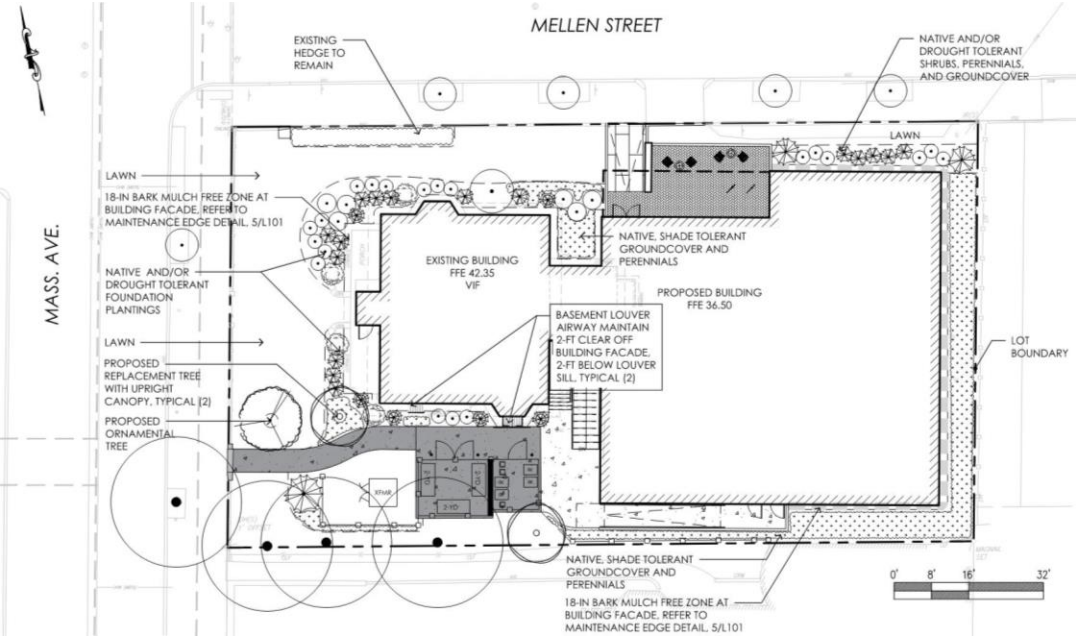 MELLEN STREET
EXISTING
HEDGE TO
REMAIN
NATIVE AND/OR
DROUGHT TOLERANT
SHRUBS, PERENNIALS,
AND GROUNDCOVER
LAWN
LAWN
18-IN BARK MULCH FREE ZONE AT
BUILDING FACADE, REFER TO
MAINTENANCE EDGE DETAIL, 5/L101
MASS. AVE.
NATIVE, SHADE TOLERANT
GROUNDCOVER AND
PERENNIALS
EXISTING BUILDING
FFE 42.35
VIF
NATIVE AND/OR
DROUGHT TOLERANT
FOUNDATION
PLANTINGS
PROPOSED BUILDING
FFE 36.50
BASEMENT LOUVER
AIRWAY MAINTAIN
2-FT CLEAR OFF
BUILDING FACADE,
2-FT BELOW LOUVER
SILL, TYPICAL (2)
LOT
BOUNDARY
LAWN
PROPOSED
REPLACEMENT TREE
WITH UPRIGHT
CANOPY, TYPICAL (2)
PROPOSED
ORNAMENTAL
TREE
XFMR
2-YD
NATIVE, SHADE TOLERANT
GROUNDCOVER AND
PERENNIALS
18-IN BARK MULCH FREE ZONE AT
BUILDING FACADE, REFER TO
MAINTENANCE EDGE DETAIL, 5/L101
0' 8' 16' 32'